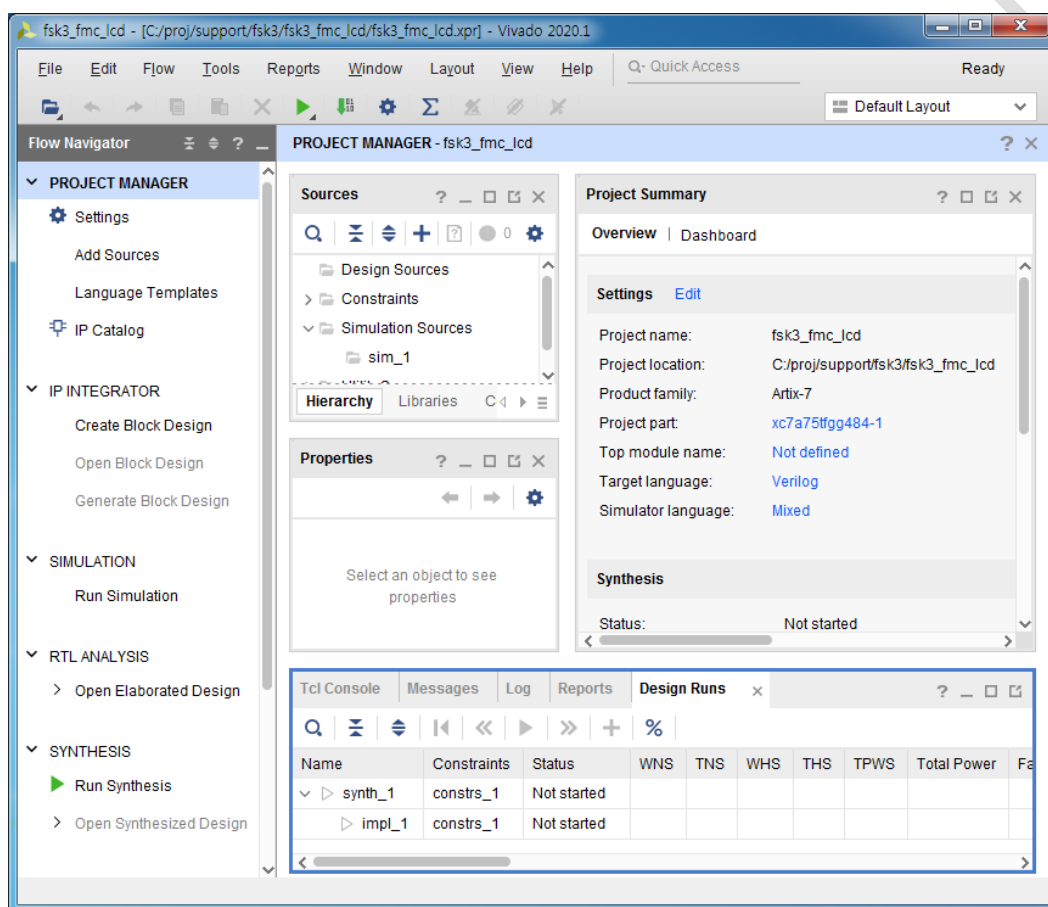 fsk3_fmc_lcd - [C:/proj/support/fsk3/fsk3_fmc_lcd/fsk3_fmc_lcd.xpr] - Vivado 2020.1
File Edit Flow Tools Reports Window Layout View Help Q- Quick Access Ready
Default Layout
Flow Navigator
PROJECT MANAGER
Settings
Add Sources
Language Templates
IP Catalog
IP INTEGRATOR
Create Block Design
Open Block Design
Generate Block Design
SIMULATION
Run Simulation
RTL ANALYSIS
Open Elaborated Design
SYNTHESIS
Run Synthesis
Open Synthesized Design
PROJECT MANAGER - fsk3_fmc_lcd
Sources
0
Design Sources
Constraints
Simulation Sources
sim_1
Hierarchy Libraries
Properties
Select an object to see
properties
Project Summary
Overview | Dashboard
Settings Edit
Project name: fsk3_fmc_lcd
Project location: C:/proj/support/fsk3/fsk3_fmc_lcd
Product family: Artix-7
Project part: xc7a75tfgg484-1
Top module name: Not defined
Target language: Verilog
Simulator language: Mixed
Synthesis
Status: Not started
Tcl Console Messages Log Reports Design Runs
Name Constraints Status WNS TNS WHS THS TPWS Total Power
synth_1 constrs_1 Not started
impl_1 constrs_1 Not started